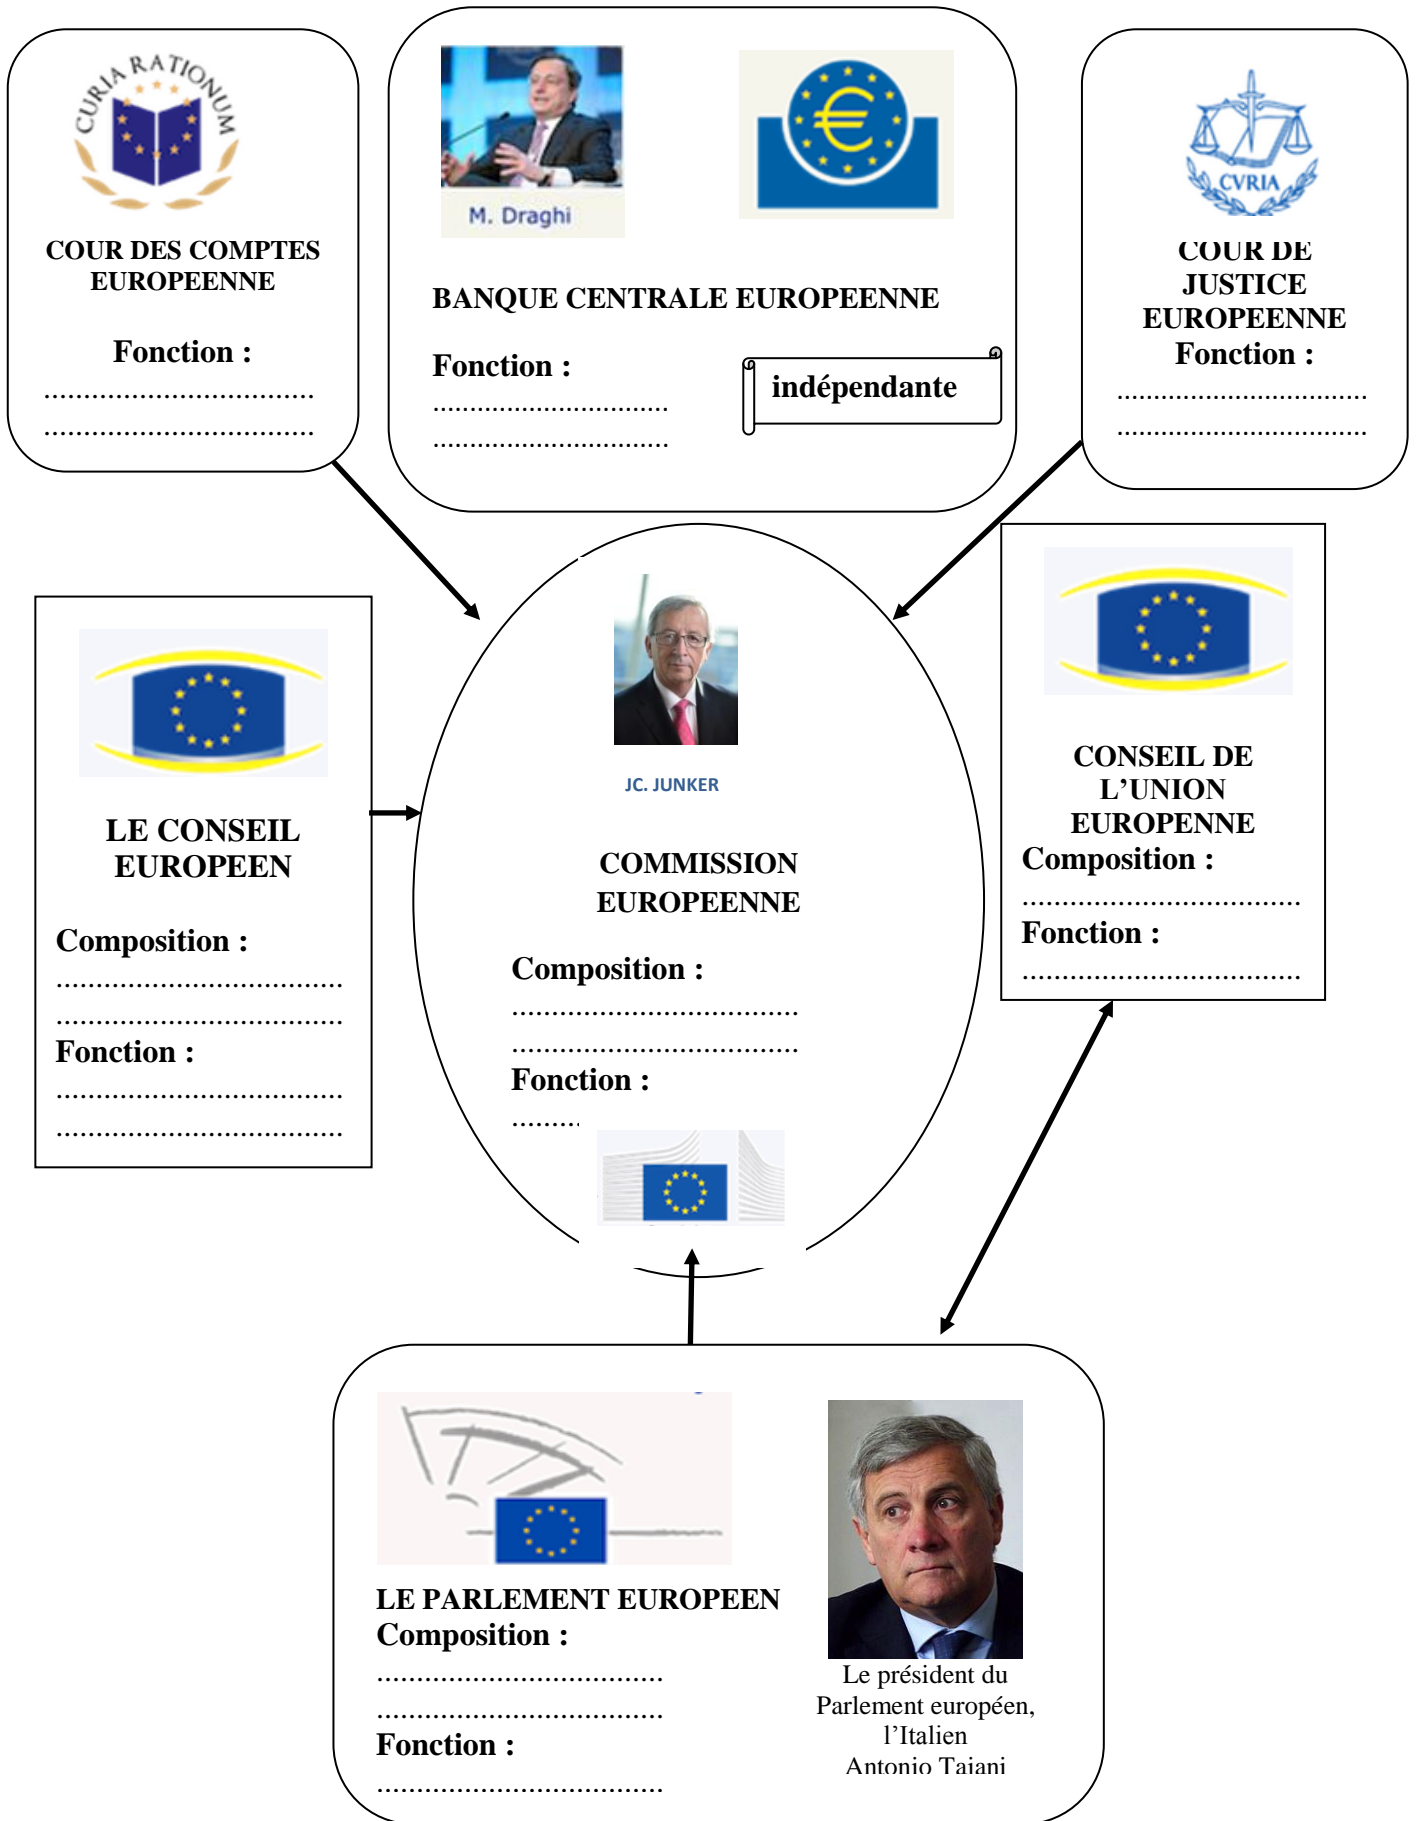 CURIA RATIONUM
COUR DES COMPTES
EUROPEENNE
Fonction :
..................................
..................................
M. Draghi
€
BANQUE CENTRALE EUROPEENNE
Fonction :
...............................
...............................
indépendante
CVRIA
COUR DE
JUSTICE
EUROPEENNE
Fonction :
.................................
.................................
LE CONSEIL
EUROPEEN
Composition :
....................................
....................................
Fonction :
....................................
....................................
JC. JUNKER
COMMISSION
EUROPEENNE
Composition :
....................................
....................................
Fonction :
.........
CONSEIL DE
L’UNION
EUROPENNE
Composition :
...................................
Fonction :
...................................
LE PARLEMENT EUROPEEN
Composition :
....................................
....................................
Fonction :
....................................
Le président du
Parlement européen,
l’Italien
Antonio Tajani